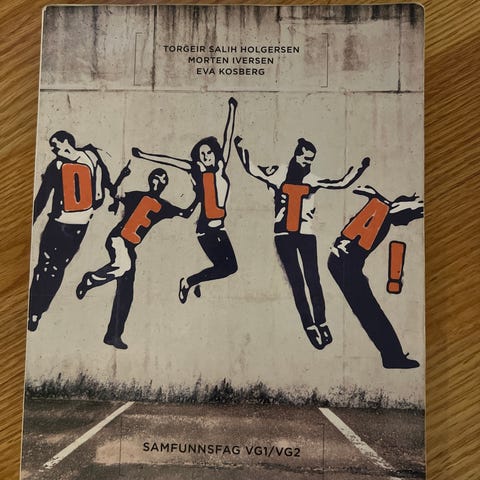 TORGEIR SALIH HOLGERSEN
MORTEN IVERSEN
EVA KOSBERG
DELTA!
SAMFUNNSFAG VG1/VG2